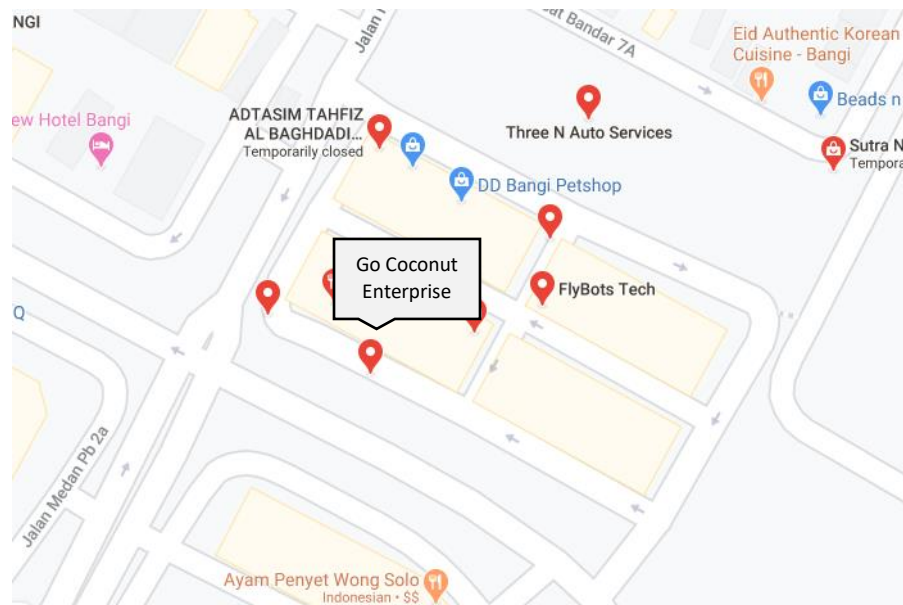 NGI
Jalan
at Bandar 7A
Eid Authentic Korean
Cuisine - Bangi
Beads n
ew Hotel Bangi
ADTASIM TAHFIZ
AL BAGHDADI...
Temporarily closed
Three N Auto Services
Sutra N
Tempora
DD Bangi Petshop
Go Coconut
Enterprise
FlyBots Tech
Q
Jalan Medan Pb 2a
Ayam Penyet Wong Solo
Indonesian • $$